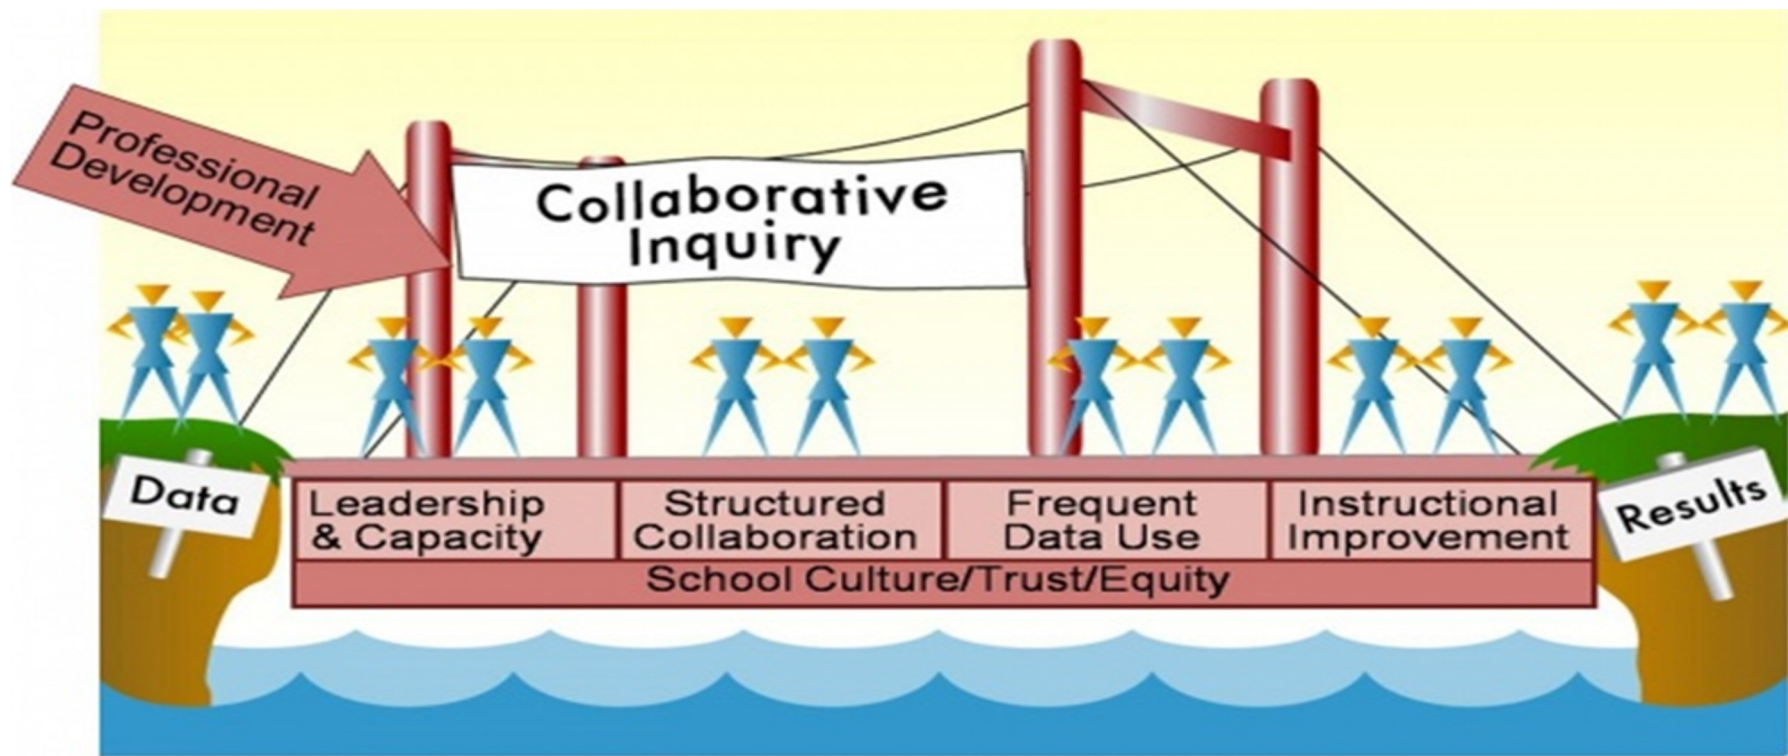 Professional
Development
Collaborative
Inquiry
Data
Leadership
& Capacity
Structured
Collaboration
Frequent
Data Use
Instructional
Improvement
Results
School Culture/Trust/Equity